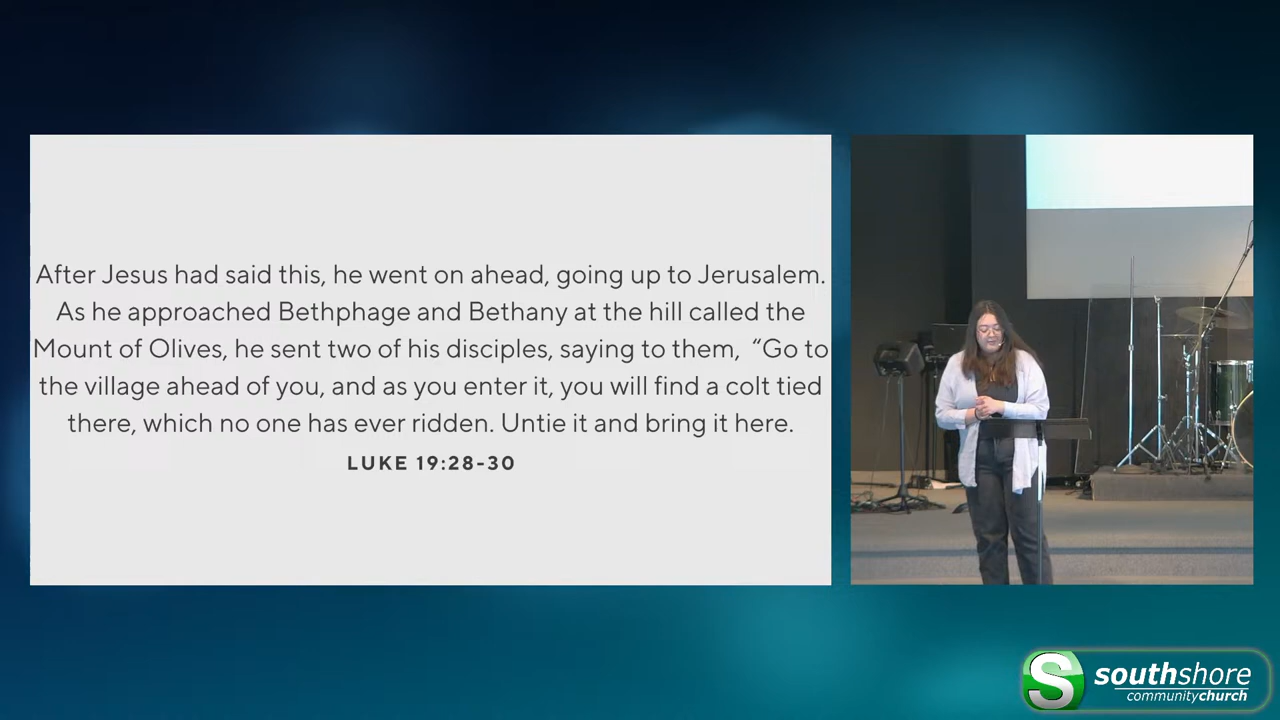 After Jesus had said this, he went on ahead, going up to Jerusalem.
As he approached Bethphage and Bethany at the hill called the
Mount of Olives, he sent two of his disciples, saying to them, “Go to
the village ahead of you, and as you enter it, you will find a colt tied
there, which no one has ever ridden. Untie it and bring it here.
LUKE 19:28-30
S southshore
communitychurch